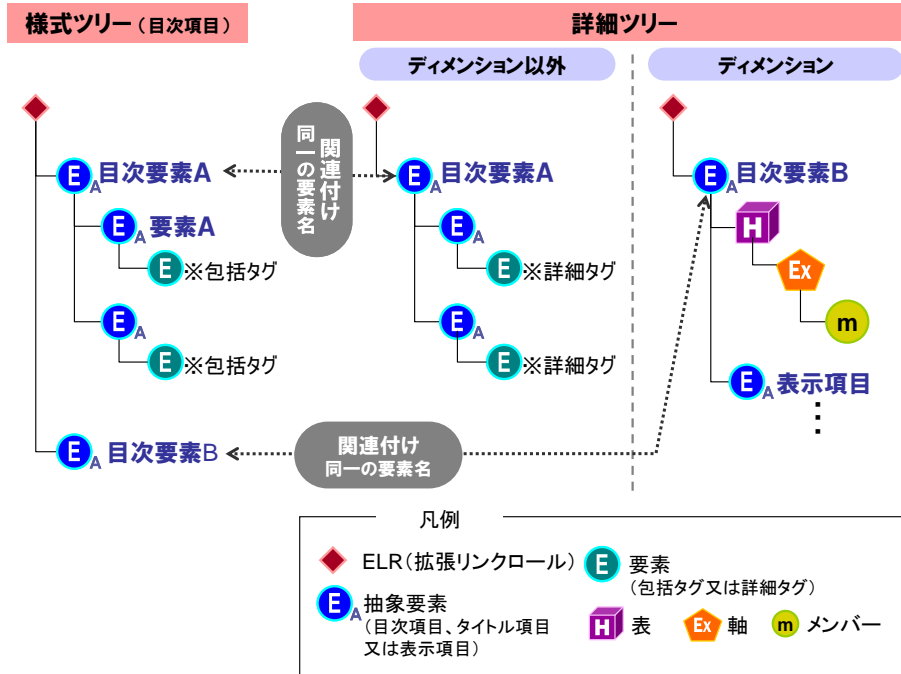 様式ツリー（目次項目）
詳細ツリー
ディメンション以外
ディメンション
関連付け
同一の要素名
E A 目次要素A
E A 要素A
E ※包括タグ
E A
E ※包括タグ
E A 目次要素B
E A 目次要素A
E A
E ※詳細タグ
E A
E ※詳細タグ
E A 目次要素B
H
Ex
m
E A 表示項目
関連付け
同一の要素名
凡例
ELR（拡張リンクロール）
E 要素
（包括タグ又は詳細タグ）
E A 抽象要素
（目次項目、タイトル項目
又は表示項目）
H 表
Ex 軸
m メンバー